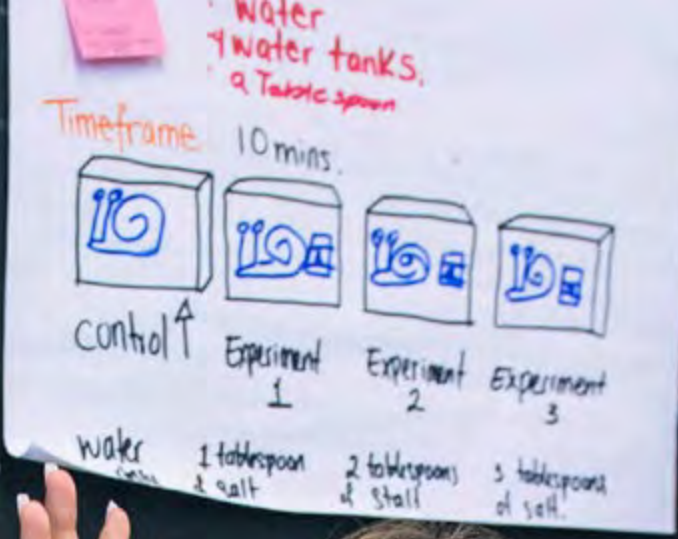 water
4 water tanks.
a Tablespoon
Timeframe 10 mins.
control
Experiment 1
Experiment 2
Experiment 3
water
1 tablespoon
salt
2 tablespoons
of stalt
3 tablespoons
of salt.